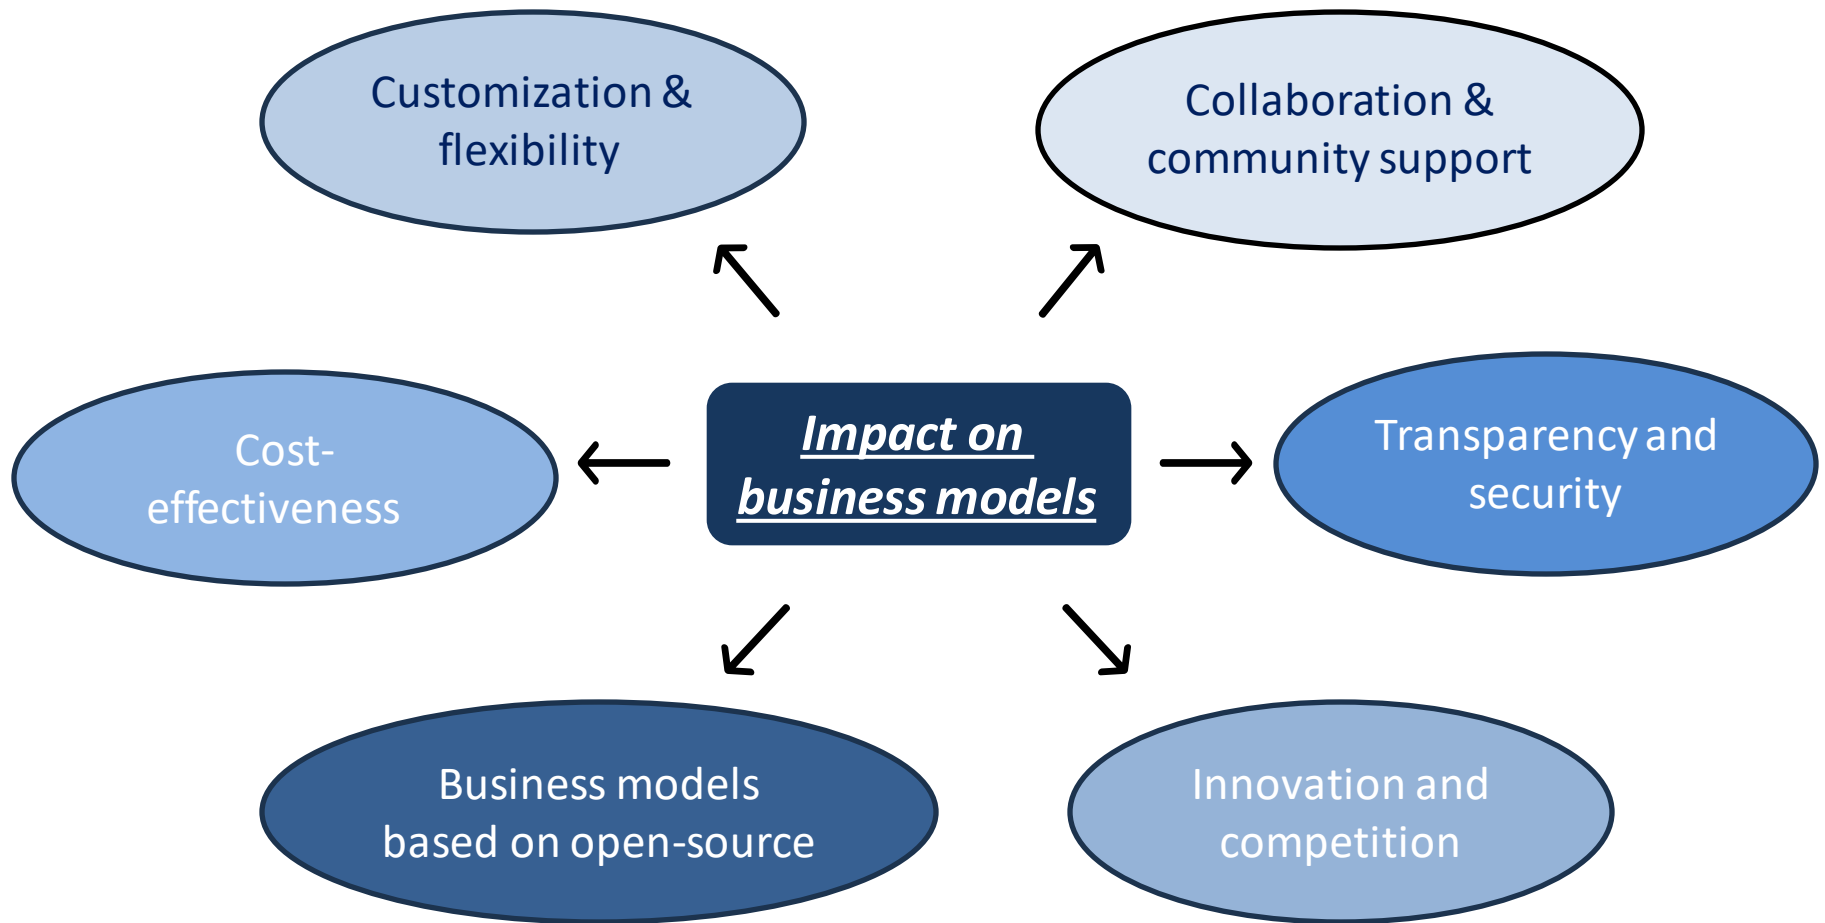 Customization &
flexibility
Collaboration &
community support
Cost-
effectiveness
Impact on
business models
Transparency and
security
Business models
based on open-source
Innovation and
competition